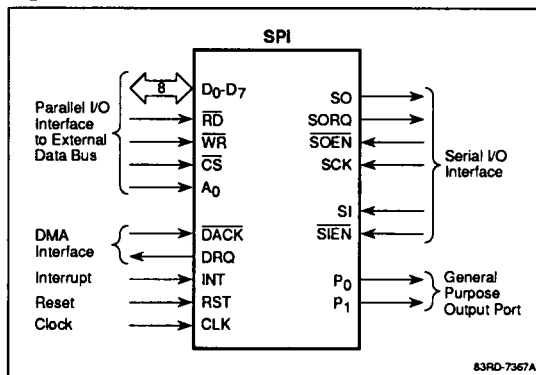 SPI
8
D0-D7
Parallel I/O
Interface
to External
Data Bus
RD
WR
CS
A0
DMA
Interface
DACK
DRQ
Interrupt
INT
Reset
RST
Clock
CLK
SO
SORQ
SOEN
SCK
SI
SIEN
Serial I/O
Interface
P0
P1
General
Purpose
Output Port
83RD-7367A